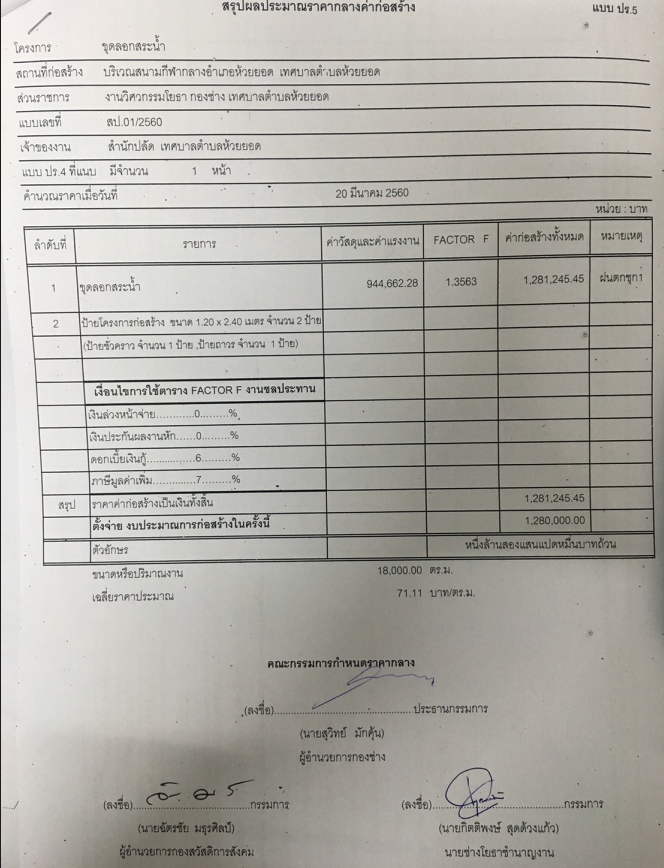 สรุปผลประมาณราคากลางค่าก่อสร้าง แบบ ปร.5
โครงการ ขุดลอกสระน้ำ
สถานที่ก่อสร้าง บริเวณสนามกีฬากลางอำเภอห้วยยอด เทศบาลตำบลห้วยยอด
ส่วนราชการ งานวิศวกรรมโยธา กองช่าง เทศบาลตำบลห้วยยอด
แบบเลขที่ สป.01/2560
เจ้าของงาน สำนักปลัด เทศบาลตำบลห้วยยอด
แบบ ปร.4 ที่แนบ มีจำนวน 1 หน้า
คำนวณราคาเมื่อวันที่ 20 มีนาคม 2560
หน่วย : บาท
ลำดับที่ รายการ ค่าวัสดุและค่าแรงงาน FACTOR F ค่าก่อสร้างทั้งหมด หมายเหตุ
1 ขุดลอกสระน้ำ 944,662.28 1.3563 1,281,245.45 ฝนตกชุก1
2 ป้ายโครงการก่อสร้าง ขนาด 1.20 x 2.40 เมตร จำนวน 2 ป้าย
(ป้ายชั่วคราว จำนวน 1 ป้าย ,ป้ายถาวร จำนวน 1 ป้าย)
เงื่อนไขการใช้ตาราง FACTOR F งานชลประทาน
เงินล่วงหน้าจ่าย............0.........%
เงินประกันผลงานหัก......0.........%
ดอกเบี้ยเงินกู้..............6.........%
ภาษีมูลค่าเพิ่ม..............7.........%
สรุป ราคาค่าก่อสร้างเป็นเงินทั้งสิ้น 1,281,245.45
ตั้งจ่าย งบประมาณการก่อสร้างในครั้งนี้ 1,280,000.00
ตัวอักษร หนึ่งล้านสองแสนแปดหมื่นบาทถ้วน
ขนาดหรือปริมาณงาน 18,000.00 ตร.ม.
เฉลี่ยราคาประมาณ 71.11 บาท/ตร.ม.
คณะกรรมการกำหนดราคากลาง
(ลงชื่อ)............................................ประธานกรรมการ
(นายสุวิทย์ มักคุ้น)
ผู้อำนวยการกองช่าง
(ลงชื่อ)....................................กรรมการ (ลงชื่อ)....................................กรรมการ
(นายฉัตรชัย มธุรศิลป์) (นายกิตติพงษ์ สุดด้วงแก้ว)
ผู้อำนวยการกองสวัสดิการสังคม นายช่างโยธาชำนาญงาน